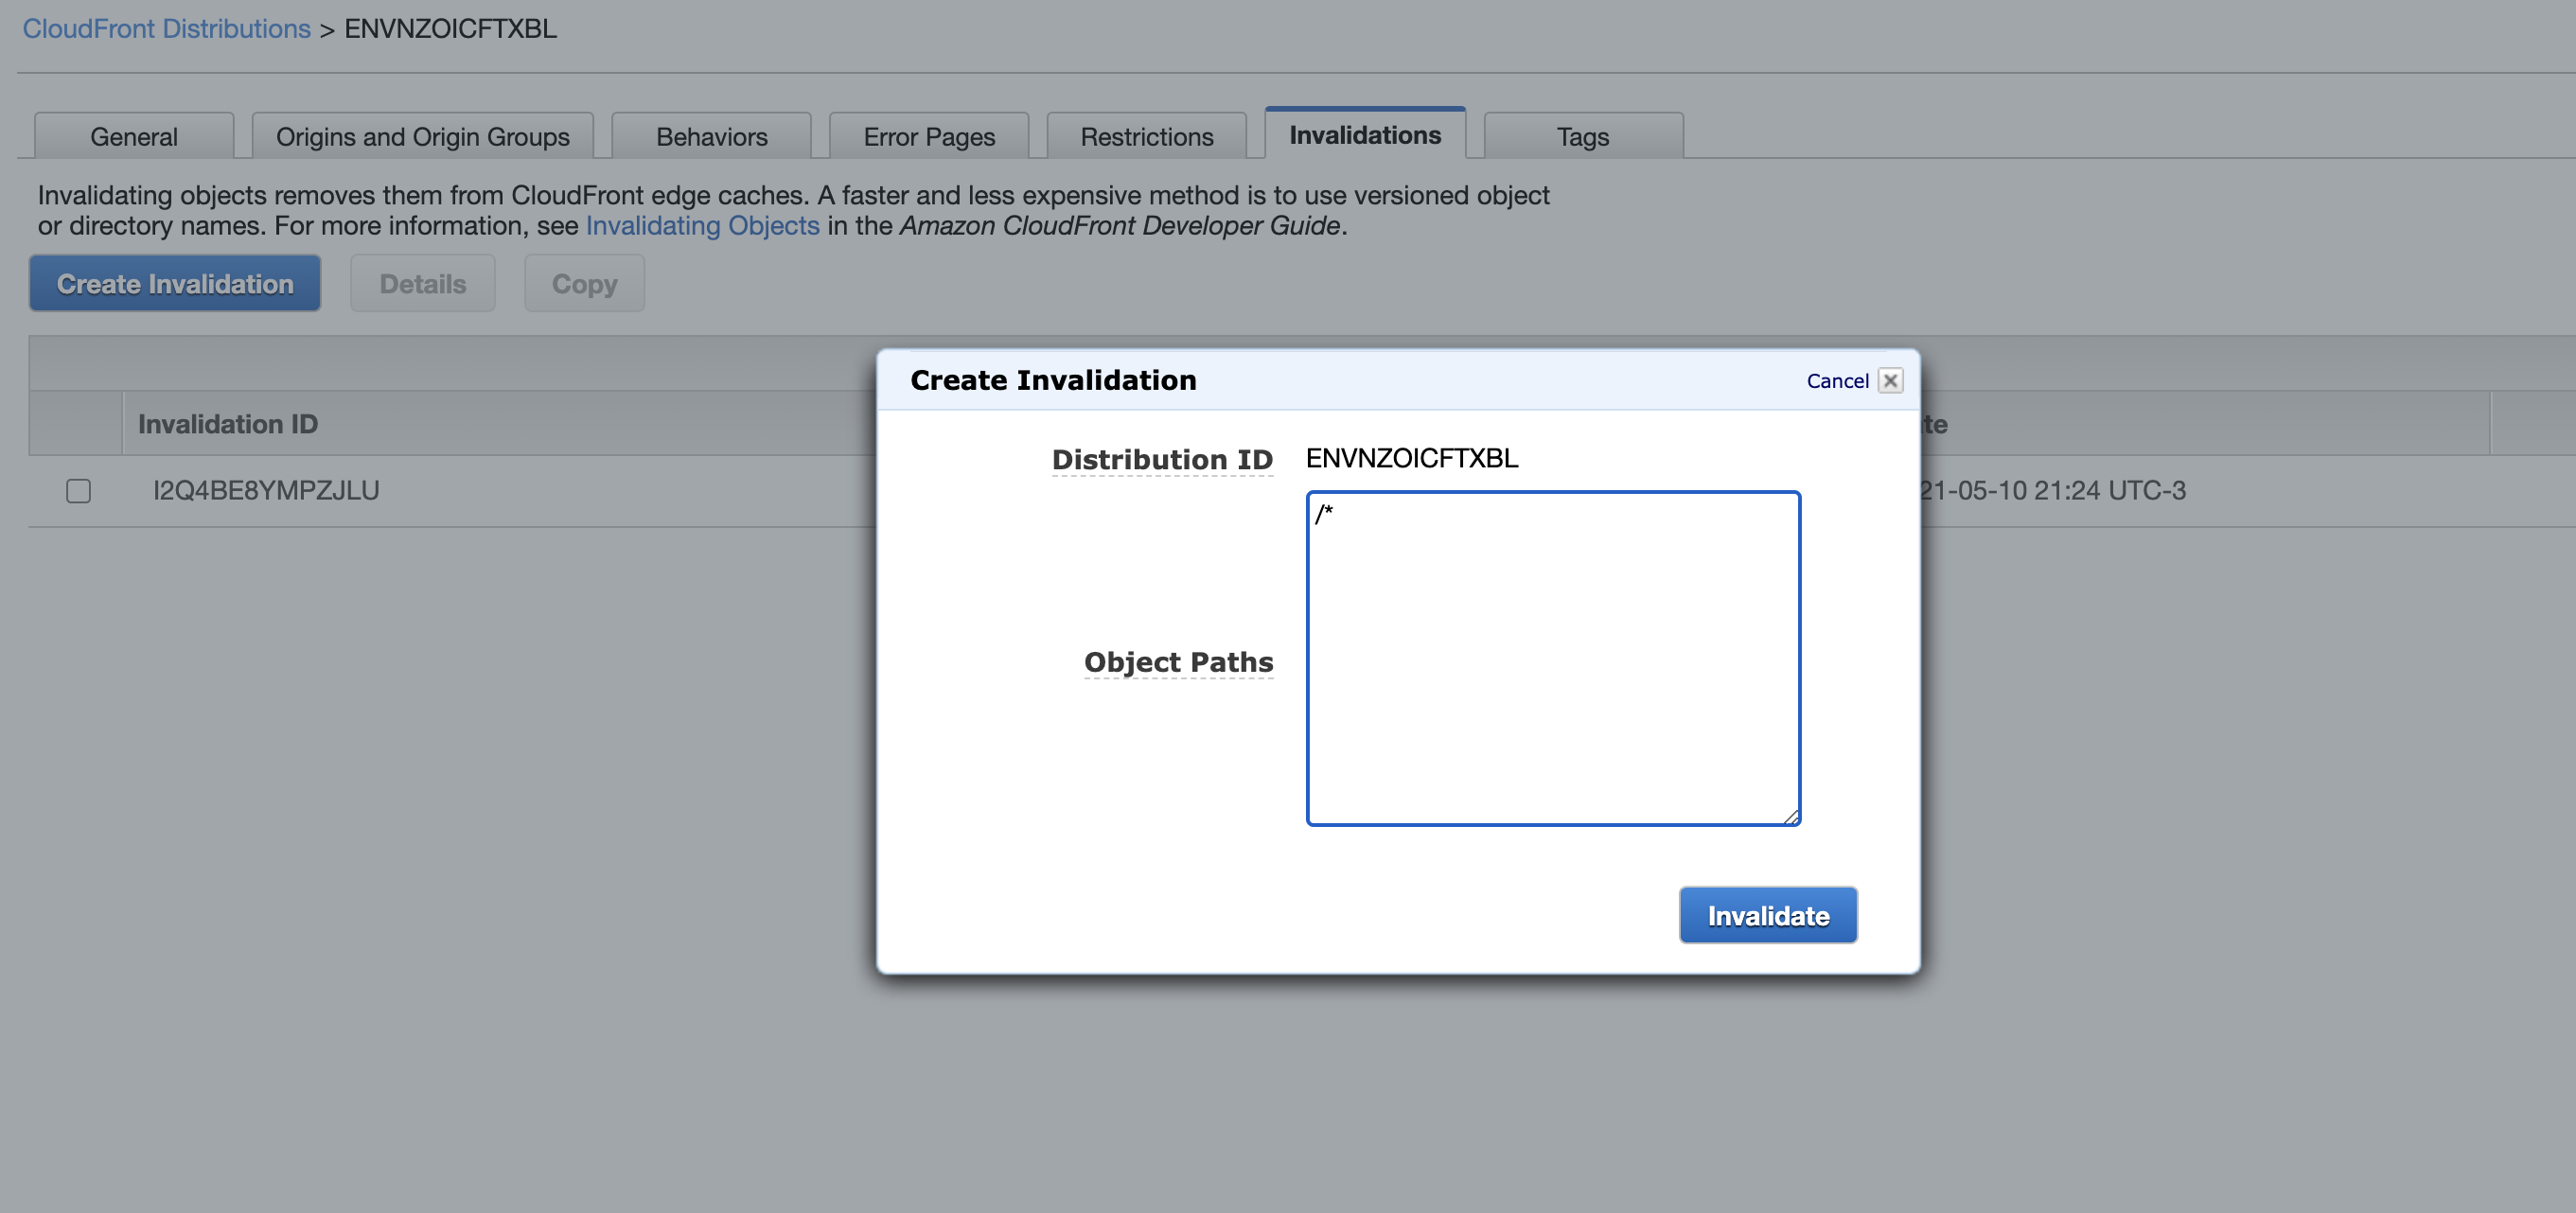 CloudFront Distributions > ENVNZOICFTXBL
General
Origins and Origin Groups
Behaviors
Error Pages
Restrictions
Invalidations
Tags
Invalidating objects removes them from CloudFront edge caches. A faster and less expensive method is to use versioned object
or directory names. For more information, see Invalidating Objects in the Amazon CloudFront Developer Guide.
Create Invalidation
Details
Copy
Invalidation ID
I2Q4BE8YMPZJLU
21-05-10 21:24 UTC-3
Create Invalidation
Cancel
Distribution ID
ENVNZOICFTXBL
Object Paths
/*
Invalidate